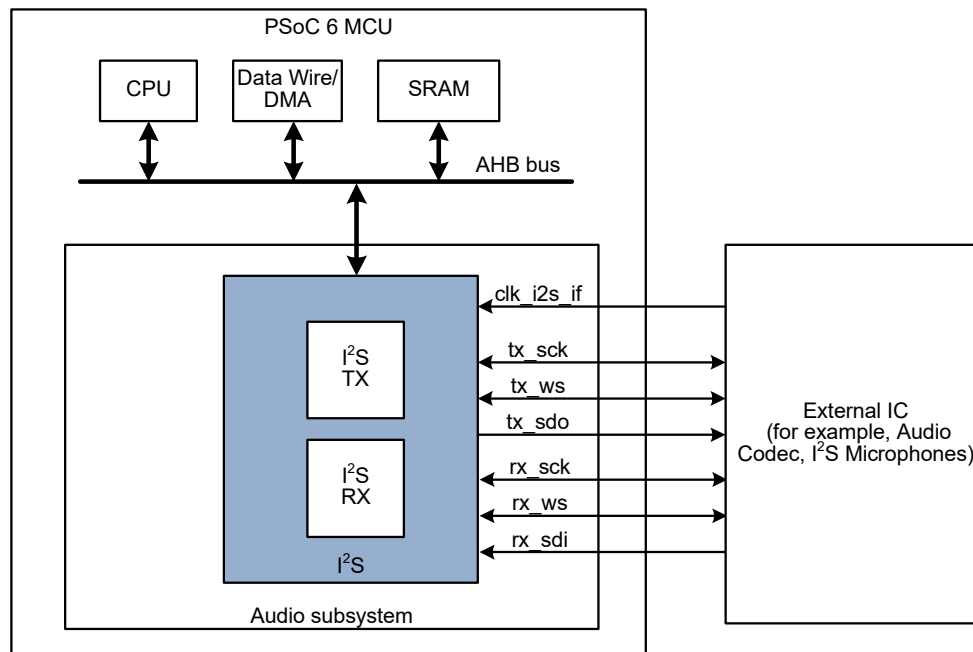 PSoC 6 MCU
CPU
Data Wire/
DMA
SRAM
AHB bus
clk_i2s_if
tx_sck
tx_ws
tx_sdo
rx_sck
rx_ws
rx_sdi
I²S
TX
I²S
RX
I²S
Audio subsystem
External IC
(for example, Audio
Codec, I²S Microphones)